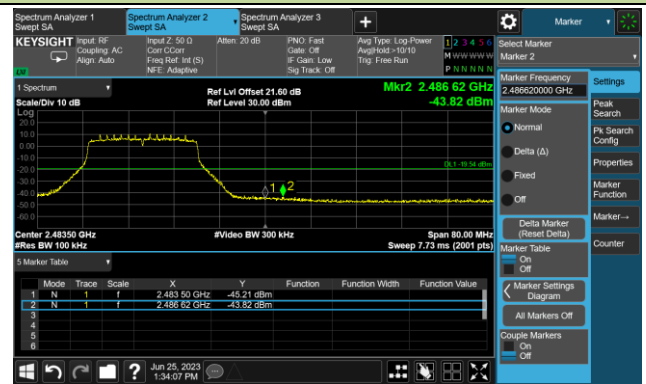 Spectrum Analyzer 1
Swept SA
Spectrum Analyzer 2
Swept SA
Spectrum Analyzer 3
Swept SA
Marker
KEYSIGHT
Input: RF
Coupling: AC
Align: Auto
Input Z: 50 Ω
Corr CCorr
Freq Ref: Int (S)
NFE: Adaptive
Atten: 20 dB
PNO: Fast
Gate: Off
IF Gain: Low
Sig Track: Off
Avg Type: Log-Power
Avg|Hold:>10/10
Trig: Free Run
1 2 3 4 5 6
M W W W W W
P N N N N N
Select Marker
Marker 2
1 Spectrum
Scale/Div 10 dB
Log
Ref Lvl Offset 21.60 dB
Ref Level 30.00 dBm
Mkr2 2.486 62 GHz
-43.82 dBm
20.0
10.0
0.00
-10.0
-20.0
-30.0
-40.0
-50.0
-60.0
DL1 -19.54 dBm
1
2
Center 2.48350 GHz
#Res BW 100 kHz
#Video BW 300 kHz
Span 80.00 MHz
Sweep 7.73 ms (2001 pts)
5 Marker Table
Mode Trace Scale X Y Function Function Width Function Value
1 N 1 f 2.483 50 GHz -45.21 dBm
2 N 1 f 2.486 62 GHz -43.82 dBm
3
4
5
6
Marker Frequency
2.486620000 GHz
Marker Mode
Normal
Delta (Δ)
Fixed
Off
Delta Marker
(Reset Delta)
Marker Table
On
Off
Marker Settings
Diagram
All Markers Off
Couple Markers
On
Off
Settings
Peak
Search
Pk Search
Config
Properties
Marker
Function
Marker→
Counter
?
Jun 25, 2023
1:34:07 PM